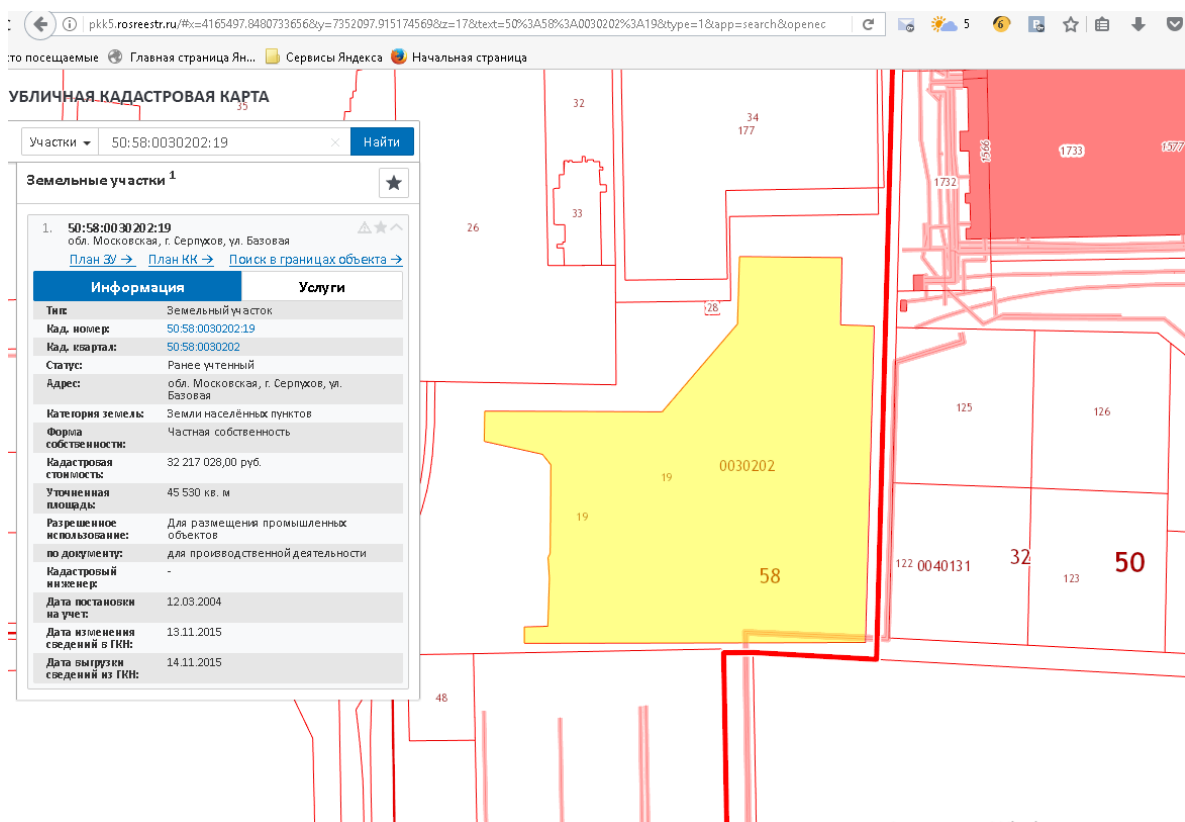 pkk5.rosreestr.ru/#x=4165497.8480733656&y=7352097.915174569&z=17&text=50%3A58%3A0030202%3A19&type=1&app=search&openec
5
6
то посещаемые Главная страница Ян... Сервисы Яндекса Начальная страница
УБЛИЧНАЯ КАДАСТРОВАЯ КАРТА
35
Участки 50:58:0030202:19 × Найти
Земельные участки 1
1. 50:58:0030202:19
обл. Московская, г. Серпухов, ул. Базовая
План ЗУ → План КК → Поиск в границах объекта →
Информация Услуги
Тип: Земельный участок
Кад. номер: 50:58:0030202:19
Кад. квартал: 50:58:0030202
Статус: Ранее учтенный
Адрес: обл. Московская, г. Серпухов, ул.
Базовая
Категория земель: Земли населённых пунктов
Форма Частная собственность
собственности:
Кадастровая 32 217 028,00 руб.
стоимость:
Уточненная 45 530 кв. м
площадь:
Разрешенное Для размещения промышленных
использование: объектов
по документу: для производственной деятельности
Кадастровый -
инженер:
Дата постановки 12.03.2004
на учет:
Дата изменения 13.11.2015
сведений в ГКН:
Дата выгрузки 14.11.2015
сведений из ГКН:
32
34
177
33
26
28
1566
1733
1577
1732
125
126
0030202
19
19
58
122 0040131
32
123
50
48